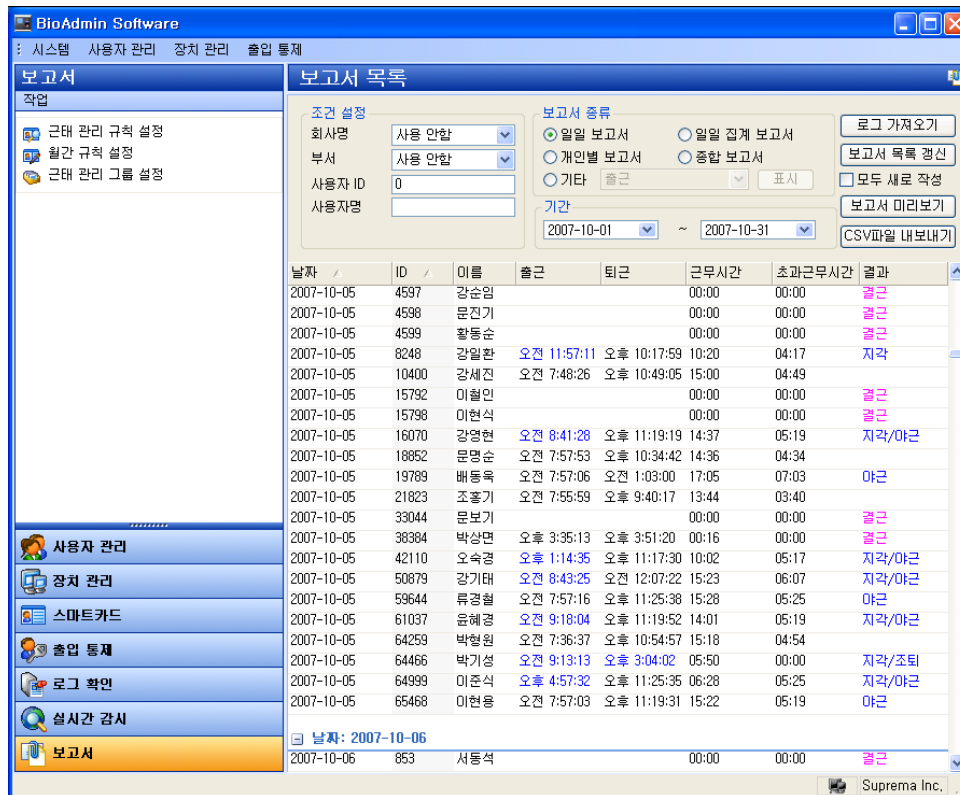 BioAdmin Software
시스템 사용자 관리 장치 관리 출입 통제
보고서
작업
근태 관리 규칙 설정
월간 규칙 설정
근태 관리 그룹 설정
사용자 관리
장치 관리
스마트카드
출입 통제
로그 확인
실시간 감시
보고서
보고서 목록
조건 설정
회사명 사용 안함
부서 사용 안함
사용자 ID 0
사용자명
보고서 종류
일일 보고서 일일 집계 보고서
개인별 보고서 종합 보고서
기타 출근 표시
기간
2007-10-01 ~ 2007-10-31
로그 가져오기
보고서 목록 갱신
모두 새로 작성
보고서 미리보기
CSV파일 내보내기
날짜 ID 이름 출근 퇴근 근무시간 초과근무시간 결과
2007-10-05 4597 강순임 00:00 00:00 결근
2007-10-05 4598 문진기 00:00 00:00 결근
2007-10-05 4599 황동순 00:00 00:00 결근
2007-10-05 8248 강일환 오전 11:57:11 오후 10:17:59 10:20 04:17 지각
2007-10-05 10400 강세진 오전 7:48:26 오후 10:49:05 15:00 04:49
2007-10-05 15792 이철인 00:00 00:00 결근
2007-10-05 15798 이현식 00:00 00:00 결근
2007-10-05 16070 강영현 오전 8:41:28 오후 11:19:19 14:37 05:19 지각/야근
2007-10-05 18852 문명순 오전 7:57:53 오후 10:34:42 14:36 04:34
2007-10-05 19789 배동욱 오전 7:57:06 오전 1:03:00 17:05 07:03 야근
2007-10-05 21823 조홍기 오전 7:55:59 오후 9:40:17 13:44 03:40
2007-10-05 33044 문보기 00:00 00:00 결근
2007-10-05 38384 박상면 오후 3:35:13 오후 3:51:20 00:16 00:00 결근
2007-10-05 42110 오숙경 오후 1:14:35 오후 11:17:30 10:02 05:17 지각/야근
2007-10-05 50879 강기태 오전 8:43:25 오전 12:07:22 15:23 06:07 지각/야근
2007-10-05 59644 류경철 오전 7:57:16 오후 11:25:38 15:28 05:25 야근
2007-10-05 61037 윤혜경 오전 9:18:04 오후 11:19:52 14:01 05:19 지각/야근
2007-10-05 64259 박형원 오전 7:36:37 오후 10:54:57 15:18 04:54
2007-10-05 64466 박기성 오전 9:13:13 오후 3:04:02 05:50 00:00 지각/조퇴
2007-10-05 64999 이준식 오후 4:57:32 오후 11:25:35 06:28 05:25 지각/야근
2007-10-05 65468 이현용 오전 7:57:03 오후 11:19:31 15:22 05:19 야근
날짜: 2007-10-06
2007-10-06 853 서동석 00:00 00:00 결근
Suprema Inc,